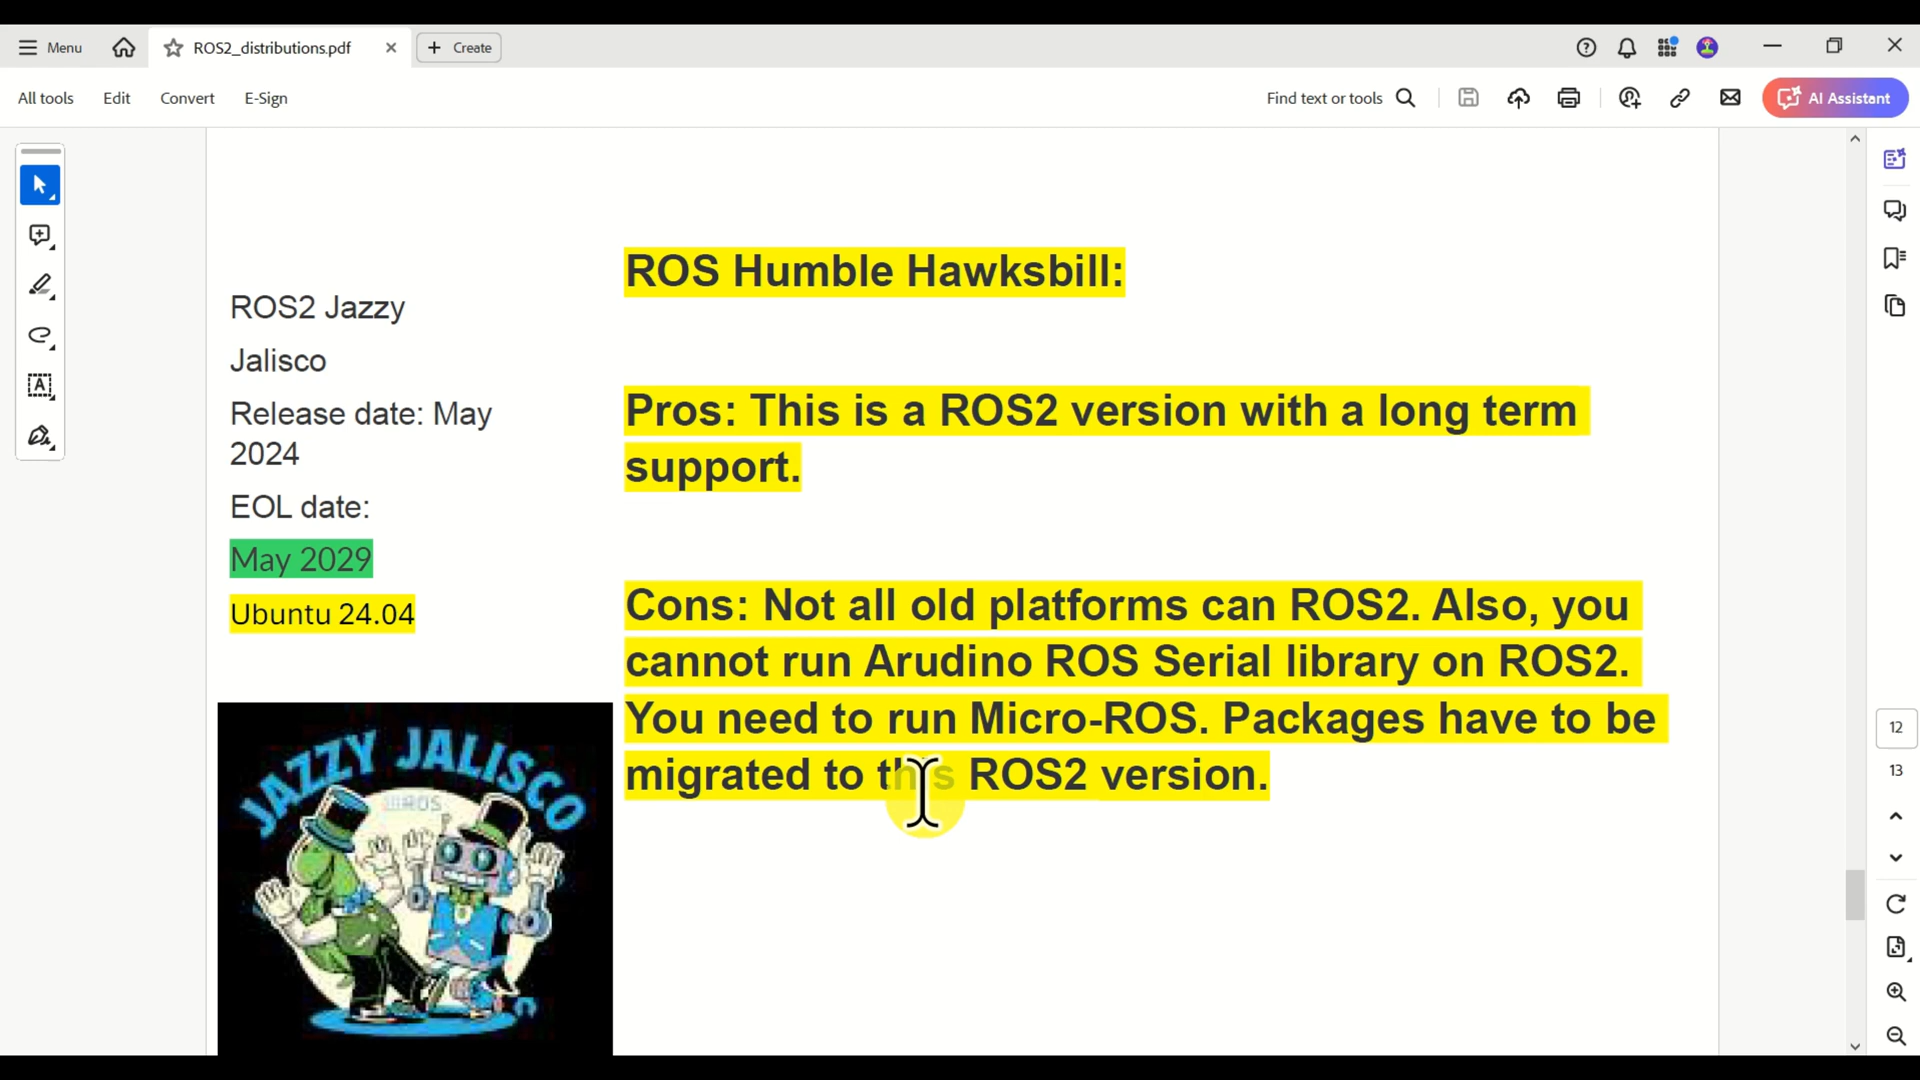 Menu
ROS2_distributions.pdf
Create
All tools
Edit
Convert
E-Sign
Find text or tools
AI Assistant
ROS2 Jazzy
Jalisco
Release date: May
2024
EOL date:
May 2029
Ubuntu 24.04
JAZZY JALISCO
ROS Humble Hawksbill:
Pros: This is a ROS2 version with a long term
support.
Cons: Not all old platforms can ROS2. Also, you
cannot run Arudino ROS Serial library on ROS2.
You need to run Micro-ROS. Packages have to be
migrated to this ROS2 version.
12
13